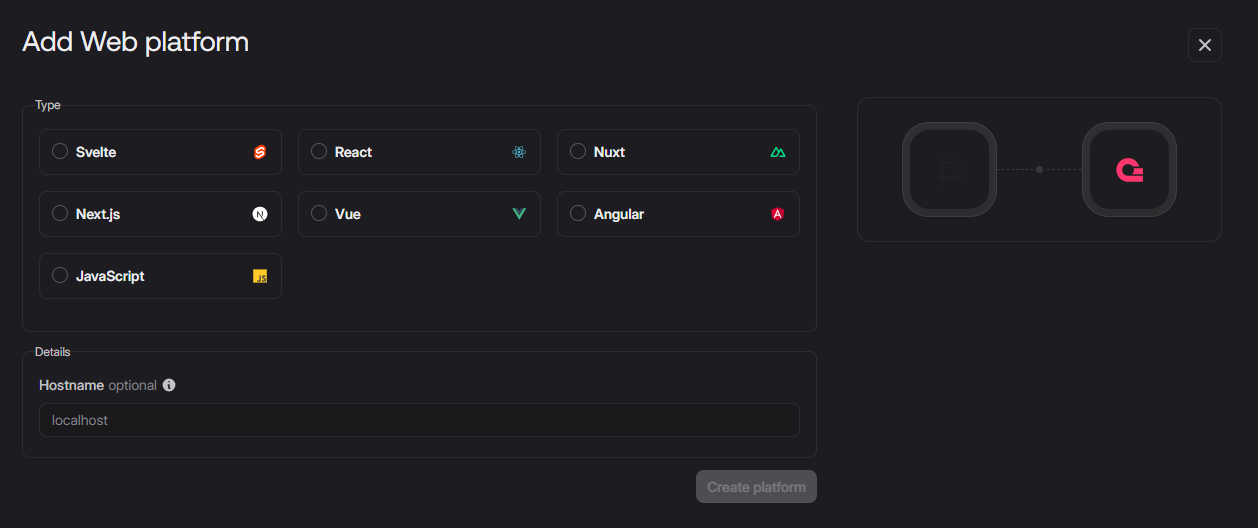 Add Web platform
Type
Svelte
React
Nuxt
Next.js
N
Vue
Angular
A
JavaScript
JS
Details
Hostname optional
localhost
Create platform